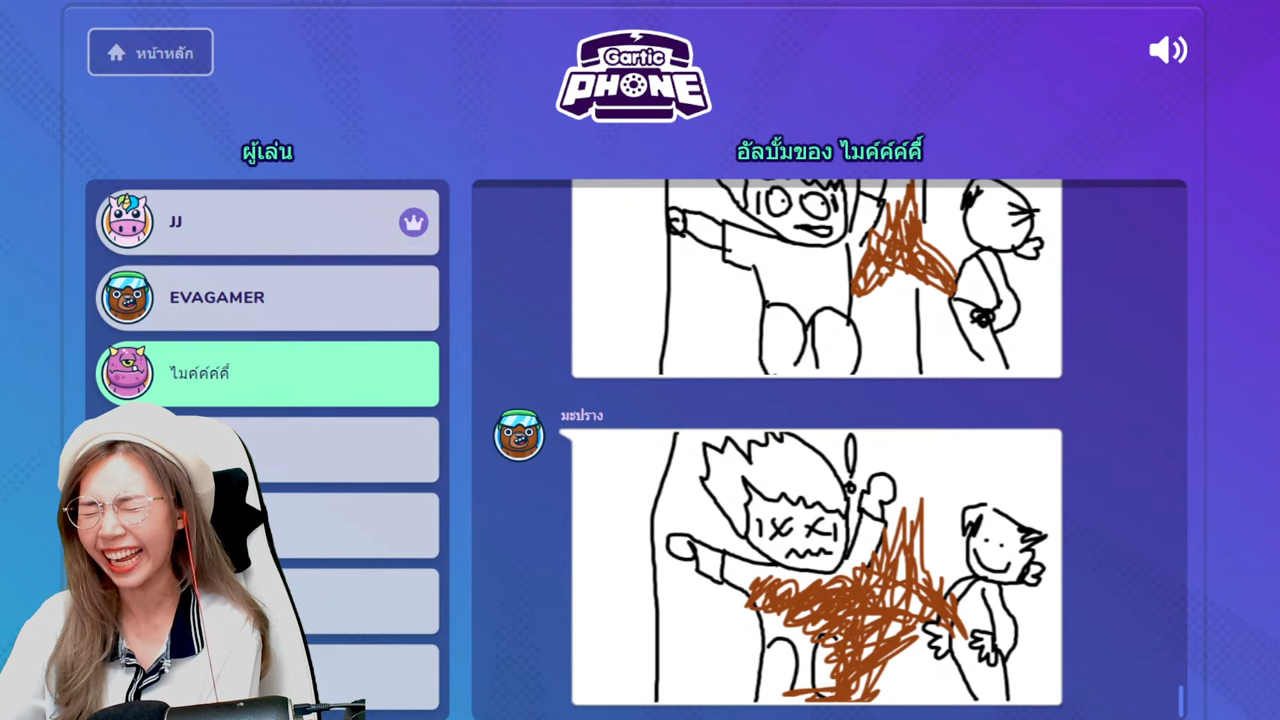 หน้าหลัก
Gartic
PHONE
ผู้เล่น
อัลบั้มของ ไมค์ค์ค์คี้
JJ
EVAGAMER
ไมค์ค์ค์คี้
มะปราง